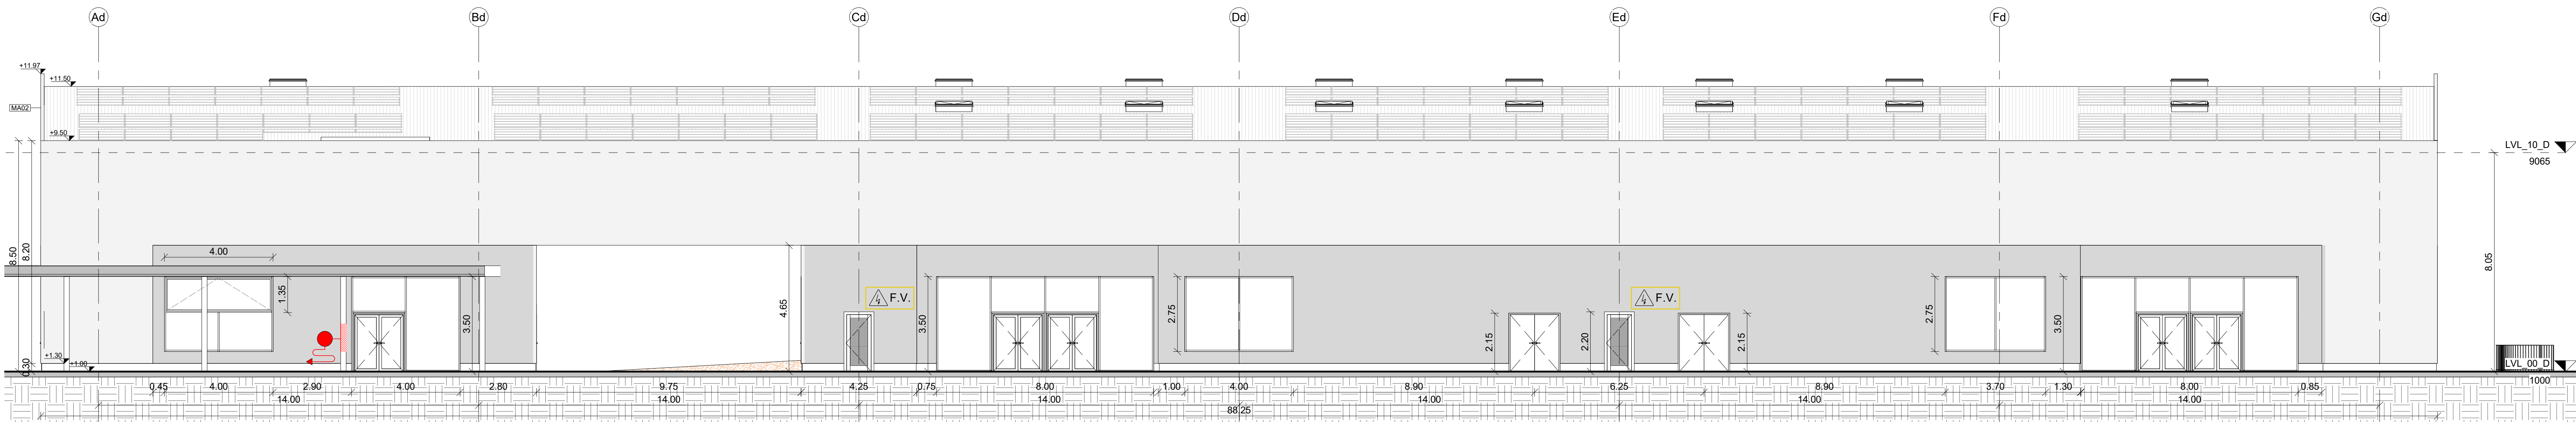 Ad Bd Cd Dd Ed Fd Gd
+11.97
+11.50
MA02
+9.50
LVL_10_D
9065
8.50 8.20 4.00 1.35 3.50 4.65 F.V. 3.50 2.75 2.15 2.20 F.V. 2.15 2.75 3.50 8.05
0.30 +1.30 +1.00
LVL_00_D
1000
0.45 4.00 2.90 4.00 2.80 9.75 4.25 0.75 8.00 1.00 4.00 8.90 6.25 8.90 3.70 1.30 8.00 0.85
14.00 14.00 14.00 14.00 14.00 14.00
88.25